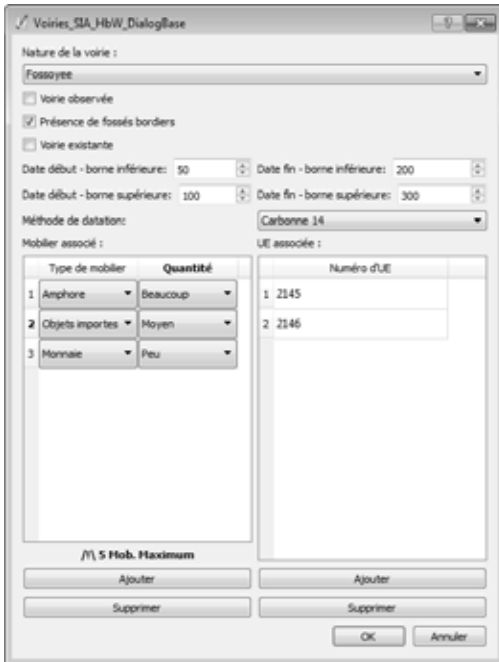 Voiries_SIA_HbW_DialogBase
Nature de la voirie :
Fossoyee
Voirie observée
Présence de fossés bordiers
Voirie existante
Date début - borne inférieure: 50 Date fin - borne inférieure: 200
Date début - borne supérieure: 100 Date fin - borne supérieure: 300
Méthode de datation: Carbonne 14
Mobilier associé : UE associée :
Type de mobilier Quantité Numéro d'UE
1 Amphore Beaucoup 1 2145
2 Objets importes Moyen 2 2146
3 Monnaie Peu
/!\ 5 Mob. Maximum
Ajouter Ajouter
Supprimer Supprimer
OK Annuler